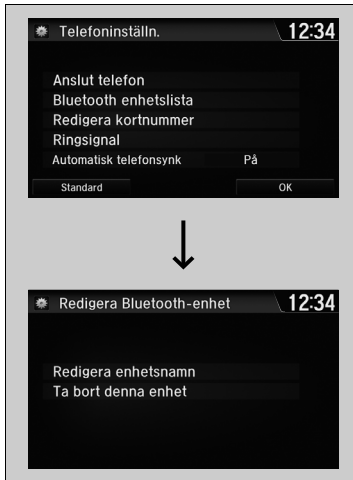 Telefoninställn.
12:34
Anslut telefon
Bluetooth enhetslista
Redigera kortnummer
Ringsignal
Automatisk telefonsynk På
Standard OK
Redigera Bluetooth-enhet
12:34
Redigera enhetsnamn
Ta bort denna enhet